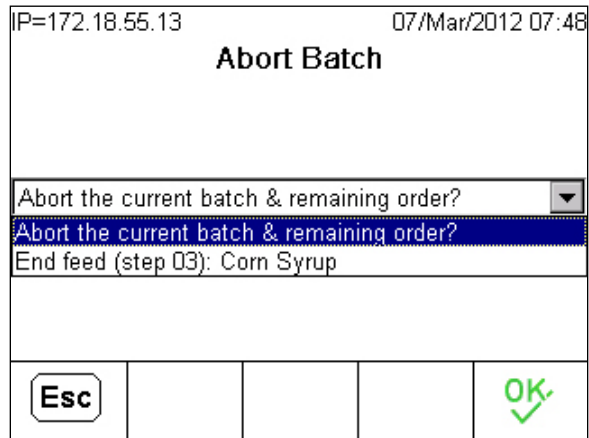 IP=172.18.55.13 07/Mar/2012 07:48
Abort Batch
Abort the current batch & remaining order?
Abort the current batch & remaining order?
End feed (step 03): Corn Syrup
Esc OK